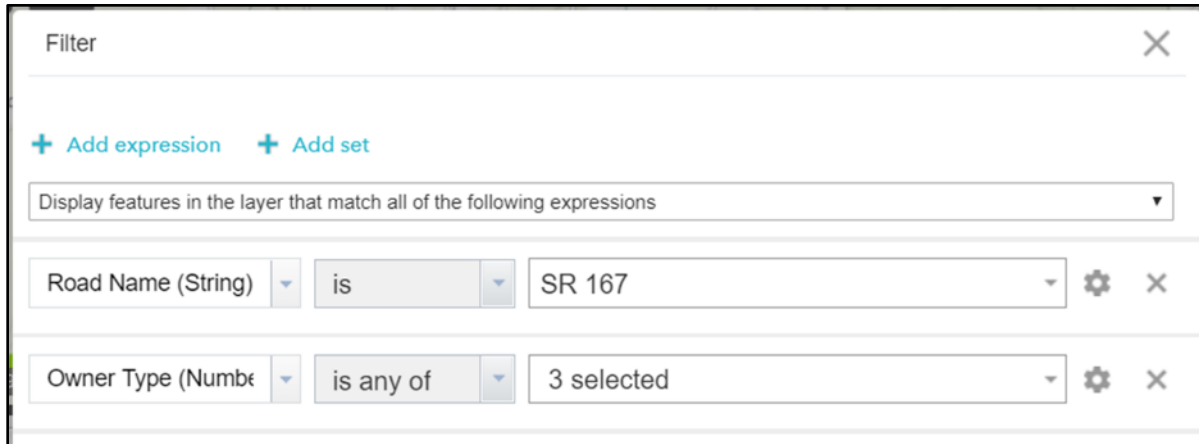 Filter
Add expression Add set
Display features in the layer that match all of the following expressions
Road Name (String) is SR 167
Owner Type (Numbe is any of 3 selected